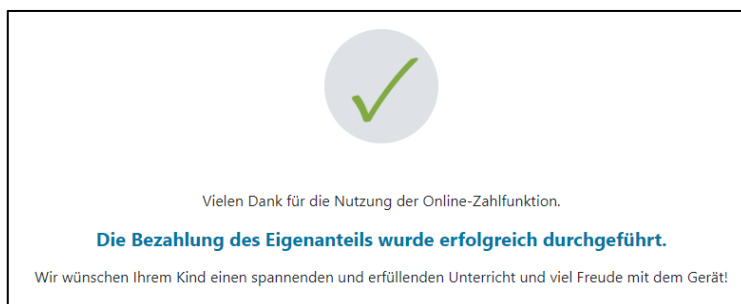 Vielen Dank für die Nutzung der Online-Zahlfunktion.
Die Bezahlung des Eigenanteils wurde erfolgreich durchgeführt.
Wir wünschen Ihrem Kind einen spannenden und erfüllenden Unterricht und viel Freude mit dem Gerät!